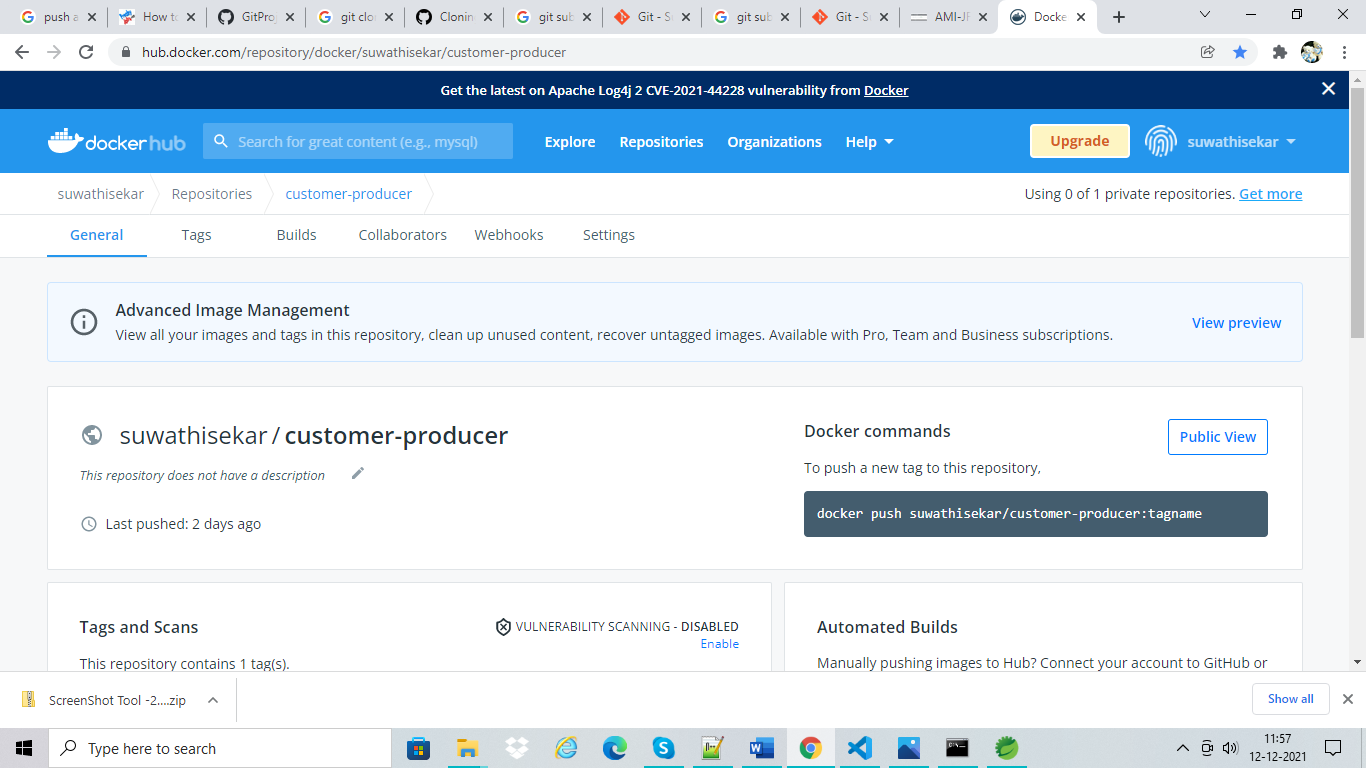 push a
How to
GitProj
git clor
Clonin
git sub
Git - Su
git sub
Git - Su
AMI-JF
Docke
hub.docker.com/repository/docker/suwathisekar/customer-producer
Get the latest on Apache Log4j 2 CVE-2021-44228 vulnerability from Docker
dockerhub
Search for great content (e.g., mysql)
Explore
Repositories
Organizations
Help
Upgrade
suwathisekar
suwathisekar
Repositories
customer-producer
Using 0 of 1 private repositories. Get more
General
Tags
Builds
Collaborators
Webhooks
Settings
Advanced Image Management
View all your images and tags in this repository, clean up unused content, recover untagged images. Available with Pro, Team and Business subscriptions.
View preview
suwathisekar / customer-producer
This repository does not have a description
Last pushed: 2 days ago
Docker commands
Public View
To push a new tag to this repository,
docker push suwathisekar/customer-producer:tagname
Tags and Scans
VULNERABILITY SCANNING - DISABLED
Enable
This repository contains 1 tag(s).
Automated Builds
Manually pushing images to Hub? Connect your account to GitHub or
ScreenShot Tool -2....zip
Show all
Type here to search
11:57
12-12-2021